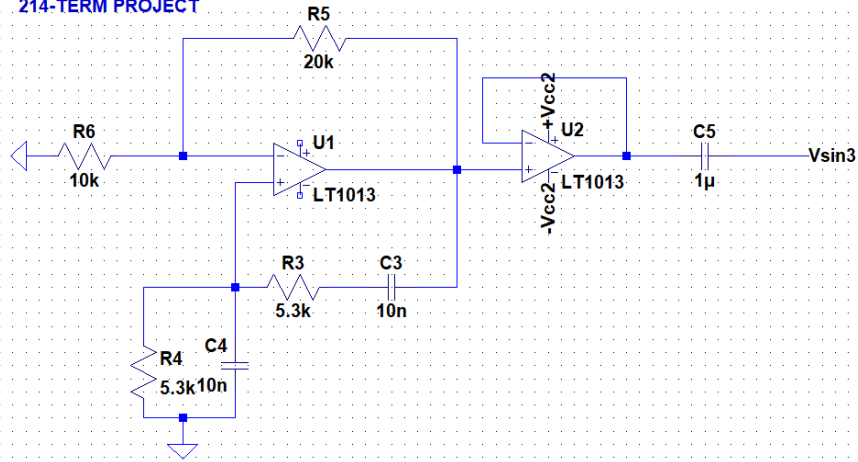 214-TERM PROJECT
R5
20k
R6
10k
U1
LT1013
+Vcc2
U2
LT1013
-Vcc2
C5
1µ
Vsin3
R3
5.3k
C3
10n
R4
5.3k
C4
10n